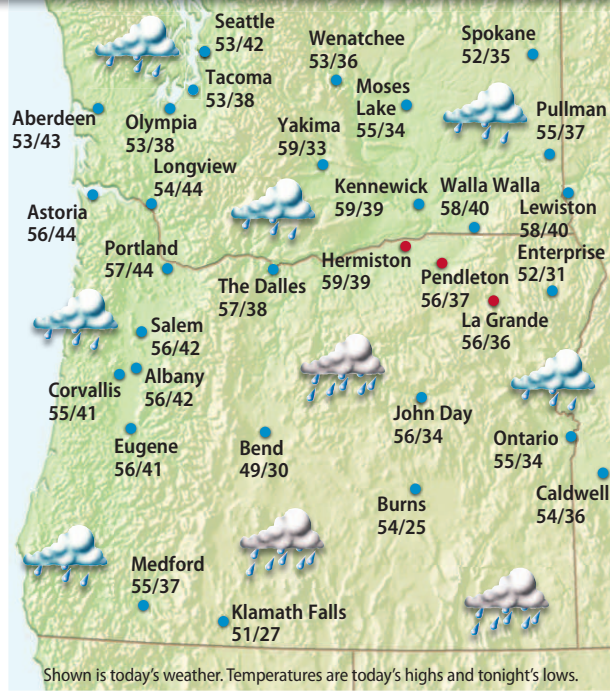 Seattle
53/42
Wenatchee
53/36
Spokane
52/35
Tacoma
53/38
Moses
Lake
55/34
Aberdeen
53/43
Olympia
53/38
Yakima
59/33
Pullman
55/37
Longview
54/44
Kennewick
59/39
Walla Walla
58/40
Lewiston
58/40
Astoria
56/44
Portland
57/44
The Dalles
57/38
Hermiston
59/39
Pendleton
56/37
Enterprise
52/31
La Grande
56/36
Salem
56/42
Corvallis
55/41
Albany
56/42
John Day
56/34
Eugene
56/41
Bend
49/30
Ontario
55/34
Burns
54/25
Caldwell
54/36
Medford
55/37
Klamath Falls
51/27
Shown is today's weather. Temperatures are today's highs and tonight's lows.